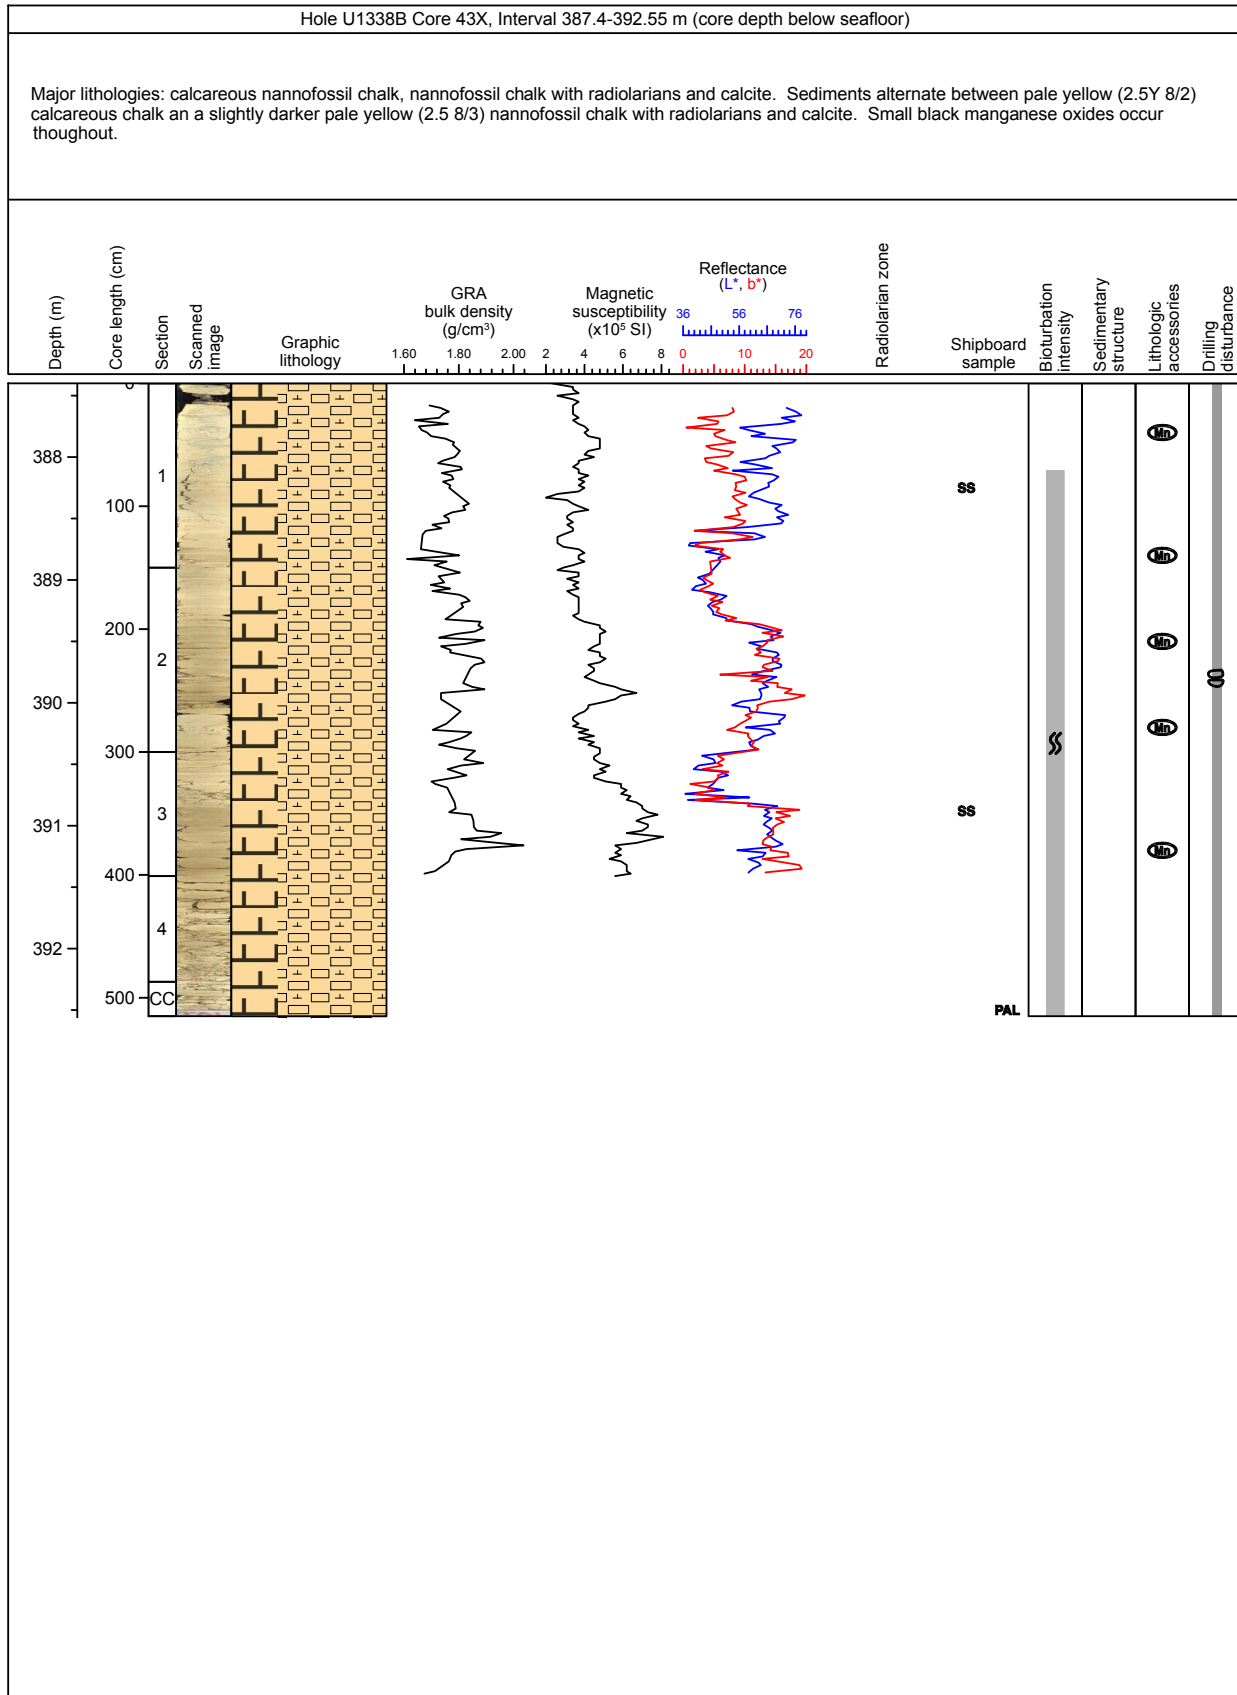 Hole U1338B Core 43X, Interval 387.4-392.55 m (core depth below seafloor)
Major lithologies: calcareous nannofossil chalk, nannofossil chalk with radiolarians and calcite. Sediments alternate between pale yellow (2.5Y 8/2)
calcareous chalk an a slightly darker pale yellow (2.5 8/3) nannofossil chalk with radiolarians and calcite. Small black manganese oxides occur
thoughout.
Depth (m)
Core length (cm)
Section
Scanned
image
Graphic
lithology
GRA
bulk density
(g/cm³)
1.60 1.80 2.00
Magnetic
susceptibility
(x10⁵ SI)
2 4 6 8
Reflectance
(L*, b*)
36 56 76
0 10 20
Radiolarian zone
Shipboard
sample
Bioturbation
intensity
Sedimentary
structure
Lithologic
accessories
Drilling
disturbance
0
Mn
388
1
SS
100
Mn
389
200
Mn
2
390
Mn
300
3
SS
391
Mn
400
4
392
500
CC
PAL